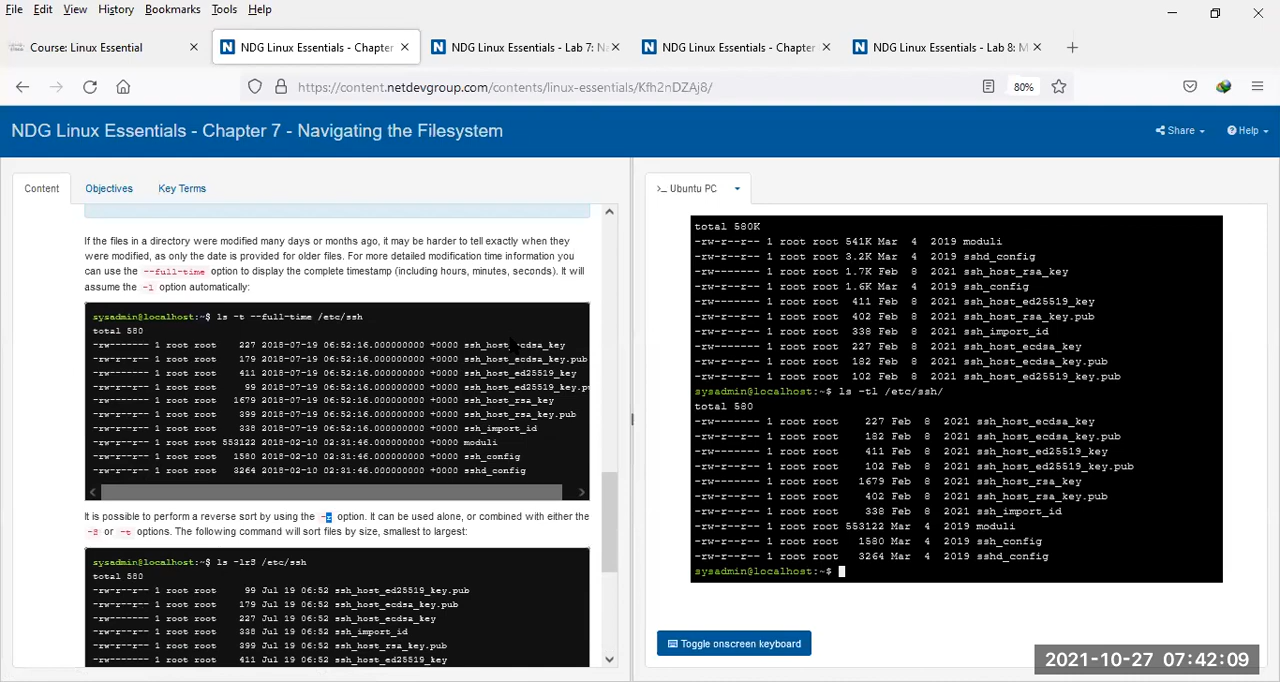 File Edit View History Bookmarks Tools Help
Course: Linux Essential
NDG Linux Essentials - Chapter
NDG Linux Essentials - Lab 7: Na
NDG Linux Essentials - Chapter
NDG Linux Essentials - Lab 8: M
https://content.netdevgroup.com/contents/linux-essentials/Kfh2nDZAj8/
80%
NDG Linux Essentials - Chapter 7 - Navigating the Filesystem
Share
Help
Content Objectives Key Terms
If the files in a directory were modified many days or months ago, it may be harder to tell exactly when they
were modified, as only the date is provided for older files. For more detailed modification time information you
can use the --full-time option to display the complete timestamp (including hours, minutes, seconds). It will
assume the -l option automatically:
sysadmin@localhost:~$ ls -t --full-time /etc/ssh
total 580
-rw------- 1 root root 227 2018-07-19 06:52:16.000000000 +0000 ssh_host_ecdsa_key
-rw-r--r-- 1 root root 179 2018-07-19 06:52:16.000000000 +0000 ssh_host_ecdsa_key.pub
-rw------- 1 root root 411 2018-07-19 06:52:16.000000000 +0000 ssh_host_ed25519_key
-rw-r--r-- 1 root root 99 2018-07-19 06:52:16.000000000 +0000 ssh_host_ed25519_key.pu
-rw------- 1 root root 1679 2018-07-19 06:52:16.000000000 +0000 ssh_host_rsa_key
-rw-r--r-- 1 root root 399 2018-07-19 06:52:16.000000000 +0000 ssh_host_rsa_key.pub
-rw-r--r-- 1 root root 338 2018-07-19 06:52:16.000000000 +0000 ssh_import_id
-rw-r--r-- 1 root root 553122 2018-02-10 02:31:46.000000000 +0000 moduli
-rw-r--r-- 1 root root 1580 2018-02-10 02:31:46.000000000 +0000 ssh_config
-rw-r--r-- 1 root root 3264 2018-02-10 02:31:46.000000000 +0000 sshd_config
It is possible to perform a reverse sort by using the -r option. It can be used alone, or combined with either the
-S or -t options. The following command will sort files by size, smallest to largest:
sysadmin@localhost:~$ ls -lrS /etc/ssh
total 580
-rw-r--r-- 1 root root 99 Jul 19 06:52 ssh_host_ed25519_key.pub
-rw-r--r-- 1 root root 179 Jul 19 06:52 ssh_host_ecdsa_key.pub
-rw------- 1 root root 227 Jul 19 06:52 ssh_host_ecdsa_key
-rw-r--r-- 1 root root 338 Jul 19 06:52 ssh_import_id
-rw-r--r-- 1 root root 399 Jul 19 06:52 ssh_host_rsa_key.pub
-rw------- 1 root root 411 Jul 19 06:52 ssh_host_ed25519_key
>_ Ubuntu PC
total 580K
-rw-r--r-- 1 root root 541K Mar 4 2019 moduli
-rw-r--r-- 1 root root 3.2K Mar 4 2019 sshd_config
-rw------- 1 root root 1.7K Feb 8 2021 ssh_host_rsa_key
-rw-r--r-- 1 root root 1.6K Mar 4 2019 ssh_config
-rw------- 1 root root 411 Feb 8 2021 ssh_host_ed25519_key
-rw-r--r-- 1 root root 402 Feb 8 2021 ssh_host_rsa_key.pub
-rw-r--r-- 1 root root 338 Feb 8 2021 ssh_import_id
-rw------- 1 root root 227 Feb 8 2021 ssh_host_ecdsa_key
-rw-r--r-- 1 root root 182 Feb 8 2021 ssh_host_ecdsa_key.pub
-rw-r--r-- 1 root root 102 Feb 8 2021 ssh_host_ed25519_key.pub
sysadmin@localhost:~$ ls -tl /etc/ssh/
total 580
-rw------- 1 root root 227 Feb 8 2021 ssh_host_ecdsa_key
-rw-r--r-- 1 root root 182 Feb 8 2021 ssh_host_ecdsa_key.pub
-rw------- 1 root root 411 Feb 8 2021 ssh_host_ed25519_key
-rw-r--r-- 1 root root 102 Feb 8 2021 ssh_host_ed25519_key.pub
-rw------- 1 root root 1679 Feb 8 2021 ssh_host_rsa_key
-rw-r--r-- 1 root root 402 Feb 8 2021 ssh_host_rsa_key.pub
-rw-r--r-- 1 root root 338 Feb 8 2021 ssh_import_id
-rw-r--r-- 1 root root 553122 Mar 4 2019 moduli
-rw-r--r-- 1 root root 1580 Mar 4 2019 ssh_config
-rw-r--r-- 1 root root 3264 Mar 4 2019 sshd_config
sysadmin@localhost:~$
Toggle onscreen keyboard
2021-10-27 07:42:09